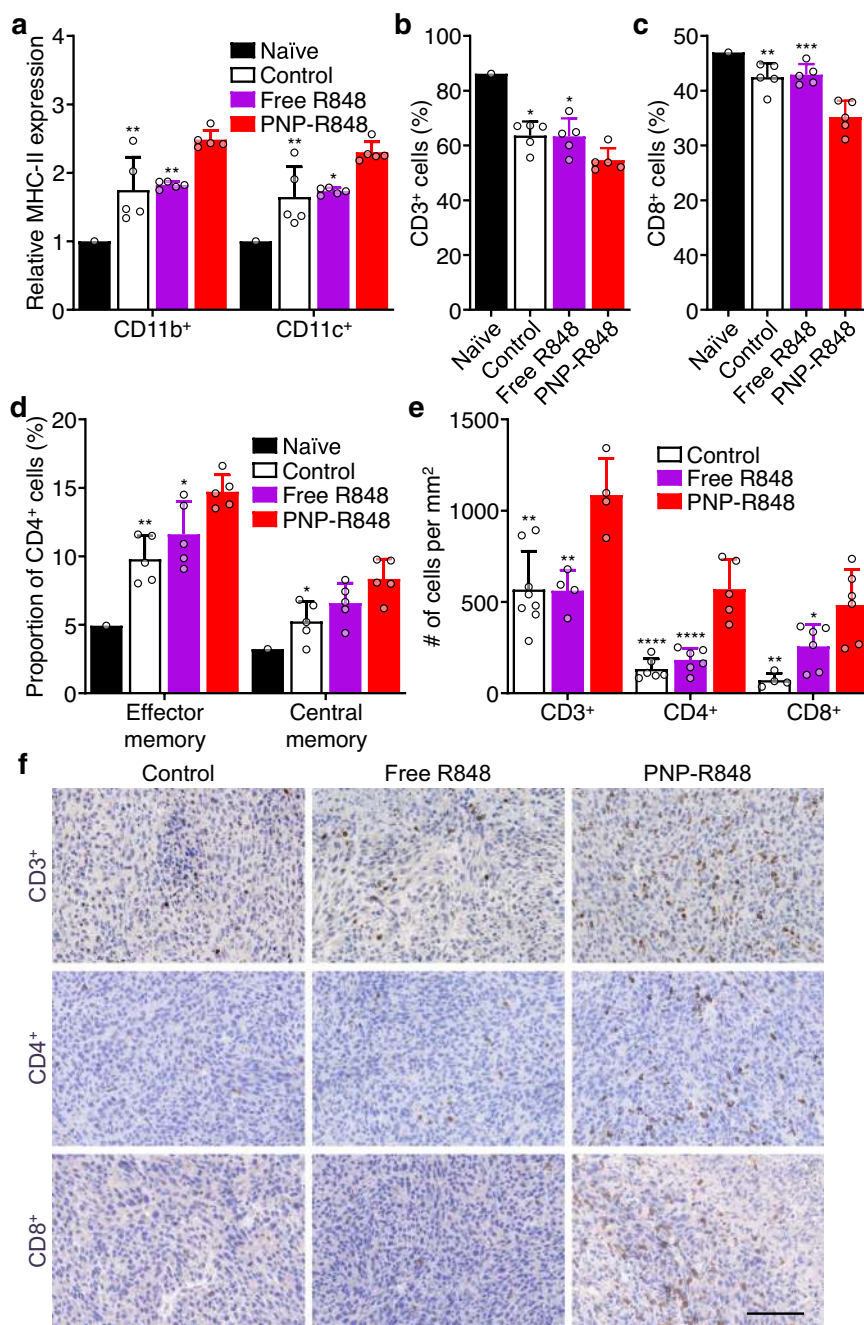 a
Relative MHC-II expression
4
3
2
1
0
Naïve
Control
Free R848
PNP-R848
**
**
**
*
CD11b⁺
CD11c⁺
b
CD3⁺ cells (%)
100
80
60
40
20
0
*
*
Naïve
Control
Free R848
PNP-R848
c
CD8⁺ cells (%)
50
40
30
20
10
0
**
***
Naïve
Control
Free R848
PNP-R848
d
Proportion of CD4⁺ cells (%)
20
15
10
5
0
Naïve
Control
Free R848
PNP-R848
**
*
*
Effector
memory
Central
memory
e
# of cells per mm²
1500
1000
500
0
Control
Free R848
PNP-R848
**
**
****
****
**
*
CD3⁺
CD4⁺
CD8⁺
f
Control
Free R848
PNP-R848
CD3⁺
CD4⁺
CD8⁺